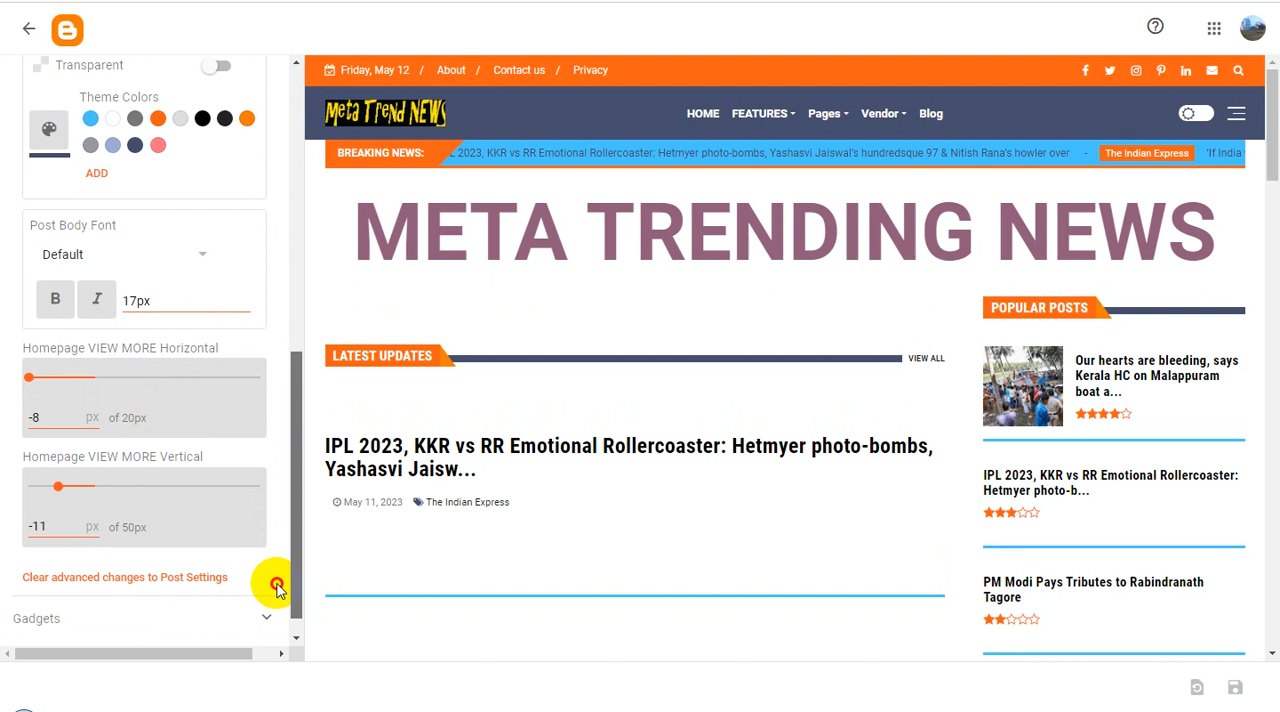 Transparent
Theme Colors
ADD
Post Body Font
Default
B I 17px
Homepage VIEW MORE Horizontal
-8 px of 20px
Homepage VIEW MORE Vertical
-11 px of 50px
Clear advanced changes to Post Settings
Gadgets
Friday, May 12 / About / Contact us / Privacy
Meta Trend NEWS
HOME FEATURES Pages Vendor Blog
BREAKING NEWS: L 2023, KKR vs RR Emotional Rollercoaster: Hetmyer photo-bombs, Yashasvi Jaiswal's hundredsque 97 & Nitish Rana's howler over - The Indian Express 'If India
META TRENDING NEWS
LATEST UPDATES VIEW ALL
IPL 2023, KKR vs RR Emotional Rollercoaster: Hetmyer photo-bombs,
Yashasvi Jaisw...
May 11, 2023 The Indian Express
POPULAR POSTS
Our hearts are bleeding, says
Kerala HC on Malappuram
boat a...
IPL 2023, KKR vs RR Emotional Rollercoaster:
Hetmyer photo-b...
PM Modi Pays Tributes to Rabindranath
Tagore